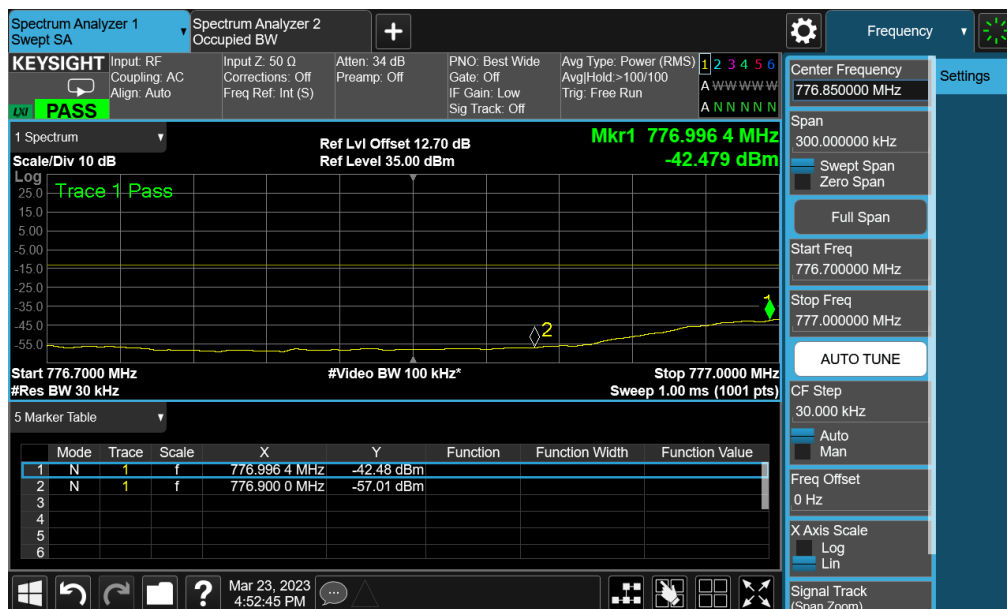 Spectrum Analyzer 1
Swept SA
Spectrum Analyzer 2
Occupied BW
Frequency
KEYSIGHT
LXI
PASS
Input: RF
Coupling: AC
Align: Auto
Input Z: 50 Ω
Corrections: Off
Freq Ref: Int (S)
Atten: 34 dB
Preamp: Off
PNO: Best Wide
Gate: Off
IF Gain: Low
Sig Track: Off
Avg Type: Power (RMS)
Avg|Hold:>100/100
Trig: Free Run
1 2 3 4 5 6
A W W W W W
A N N N N N
1 Spectrum
Scale/Div 10 dB
Ref Lvl Offset 12.70 dB
Ref Level 35.00 dBm
Mkr1 776.996 4 MHz
-42.479 dBm
Log
Trace 1 Pass
25.0
15.0
5.00
-5.00
-15.0
-25.0
-35.0
-45.0
-55.0
1
2
Start 776.7000 MHz
#Res BW 30 kHz
#Video BW 100 kHz*
Stop 777.0000 MHz
Sweep 1.00 ms (1001 pts)
5 Marker Table
Mode Trace Scale X Y Function Function Width Function Value
1 N 1 f 776.996 4 MHz -42.48 dBm
2 N 1 f 776.900 0 MHz -57.01 dBm
3
4
5
6
Center Frequency
776.850000 MHz
Span
300.000000 kHz
Swept Span
Zero Span
Full Span
Start Freq
776.700000 MHz
Stop Freq
777.000000 MHz
AUTO TUNE
CF Step
30.000 kHz
Auto
Man
Freq Offset
0 Hz
X Axis Scale
Log
Lin
Signal Track
(Span Zoom)
Settings
?
Mar 23, 2023
4:52:45 PM